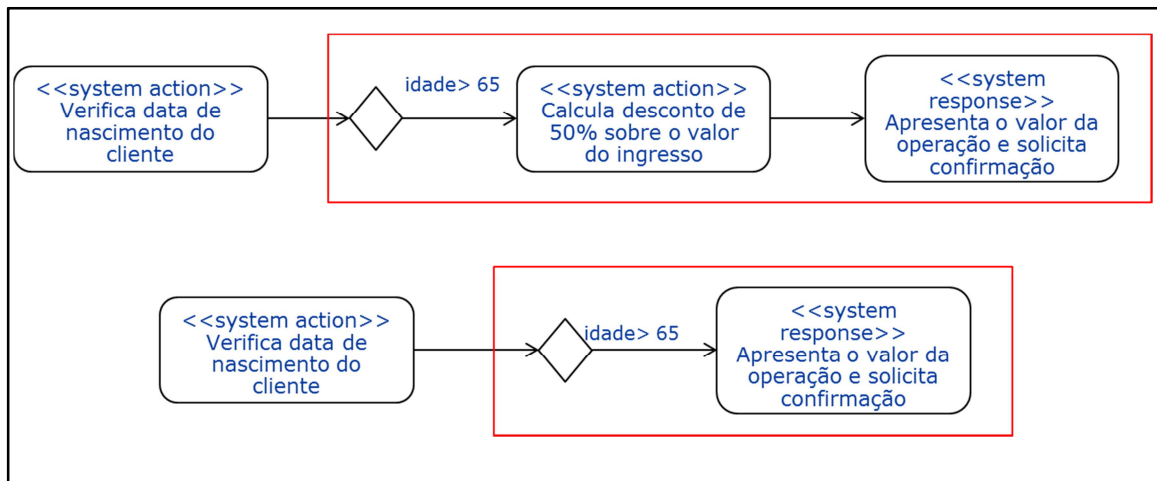 <<system action>>
Verifica data de
nascimento do
cliente
idade> 65
<<system action>>
Calcula desconto de
50% sobre o valor
do ingresso
<<system
response>>
Apresenta o valor da
operação e solicita
confirmação
<<system action>>
Verifica data de
nascimento do
cliente
idade> 65
<<system
response>>
Apresenta o valor da
operação e solicita
confirmação